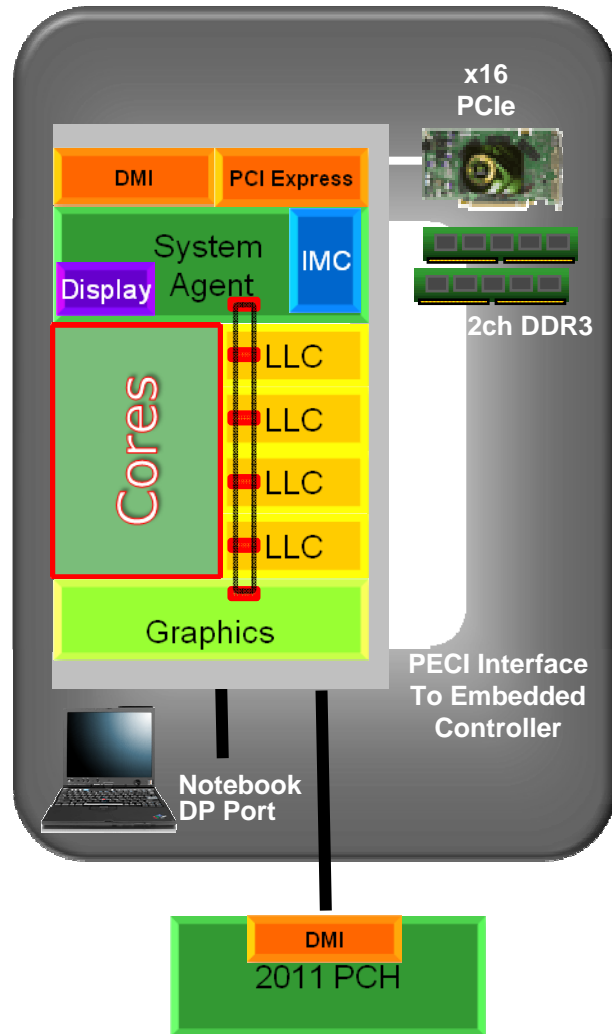 x16
PCIe
DMI
PCI Express
System
Agent
IMC
Display
2ch DDR3
Cores
LLC
LLC
LLC
LLC
Graphics
PECI Interface
To Embedded
Controller
Notebook
DP Port
DMI
2011 PCH